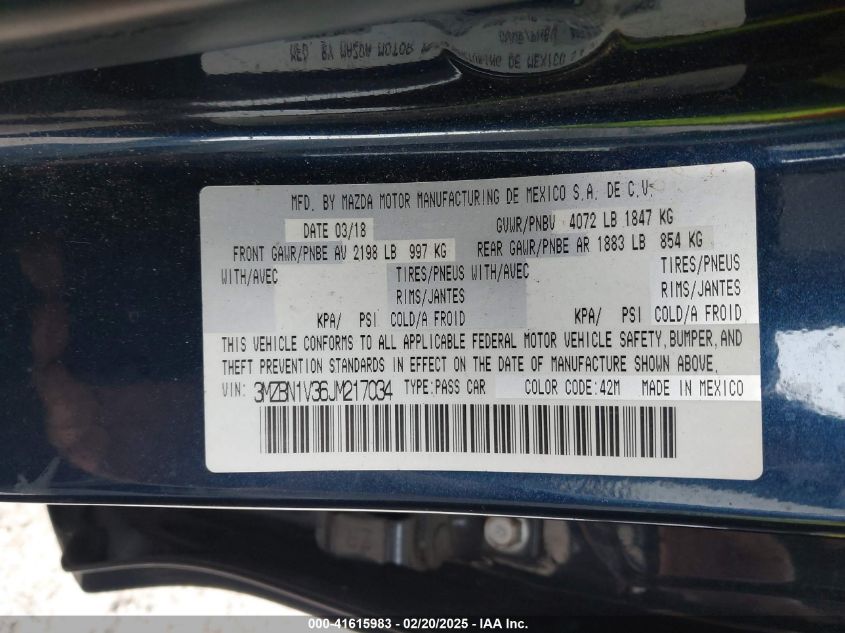 MFD. BY MAZDA MOTOR MANUFACTURING DE MEXICO S.A. DE C.V.
DATE 03/18 GVWR/PNBV 4072 LB 1847 KG
FRONT GAWR/PNBE AV 2198 LB 997 KG REAR GAWR/PNBE AR 1883 LB 854 KG
WITH/AVEC TIRES/PNEUS WITH/AVEC TIRES/PNEUS
RIMS/JANTES RIMS/JANTES
KPA/ PSI COLD/A FROID KPA/ PSI COLD/A FROID
THIS VEHICLE CONFORMS TO ALL APPLICABLE FEDERAL MOTOR VEHICLE SAFETY, BUMPER, AND
THEFT PREVENTION STANDARDS IN EFFECT ON THE DATE OF MANUFACTURE SHOWN ABOVE.
VIN: 3MZBN1V36JM217034 TYPE:PASS CAR COLOR CODE:42M MADE IN MEXICO
000-41615983 - 02/20/2025 - IAA Inc.